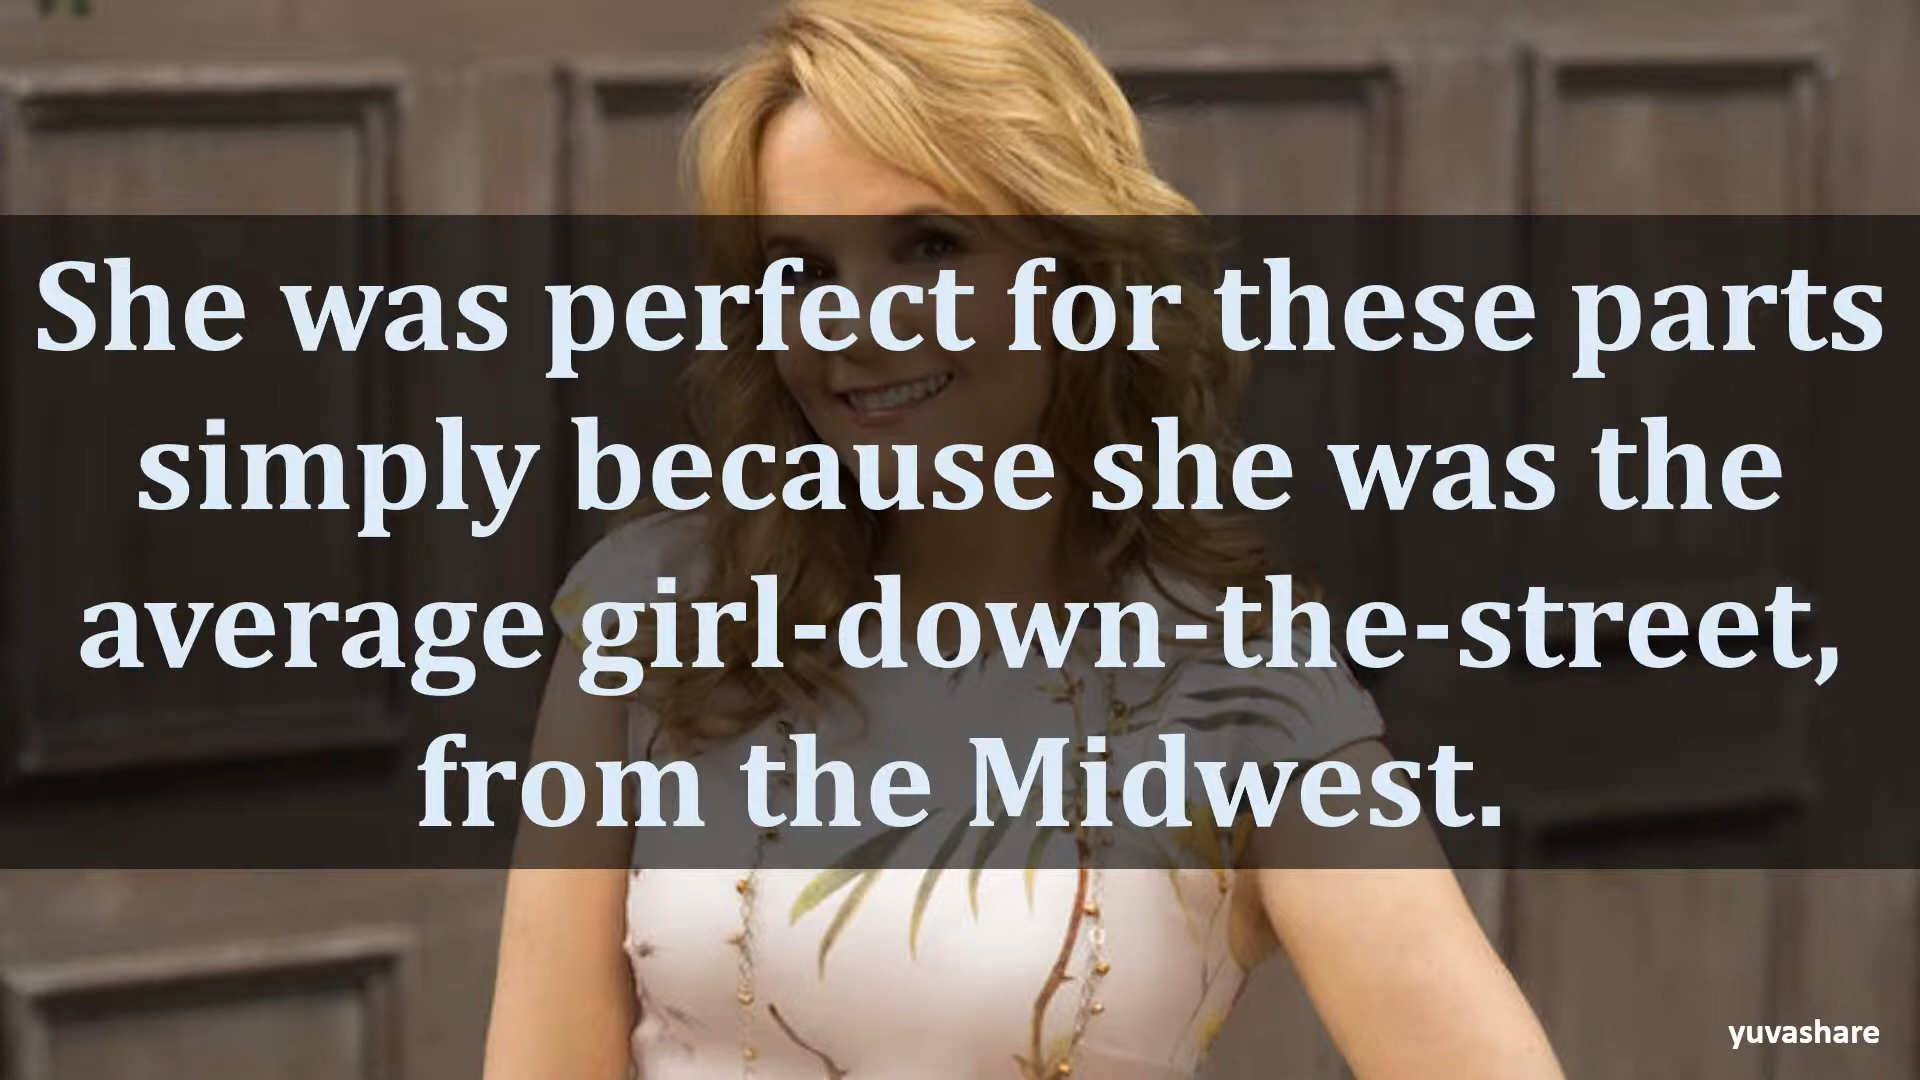 She was perfect for these parts
simply because she was the
average girl-down-the-street,
from the Midwest.
yuvashare